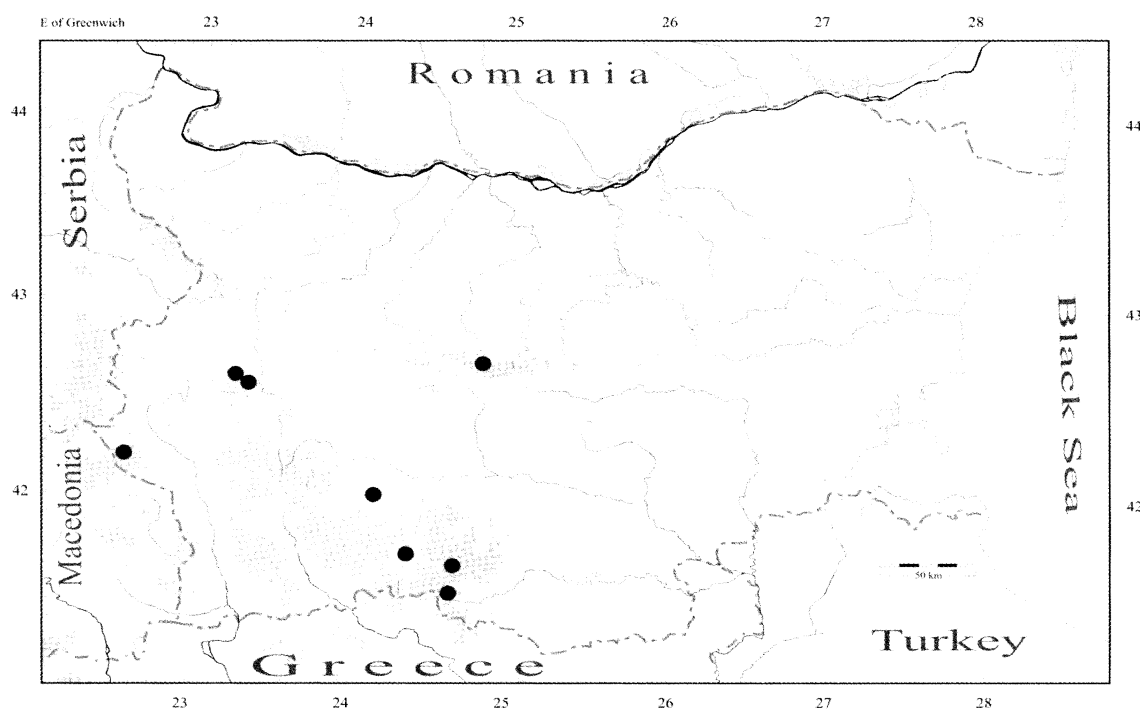 E of Greenwich 23 24 25 26 27 28
Romania
44 44
Serbia
43 43
Black Sea
Macedonia
42 42
50 km
Turkey
Greece
23 24 25 26 27 28